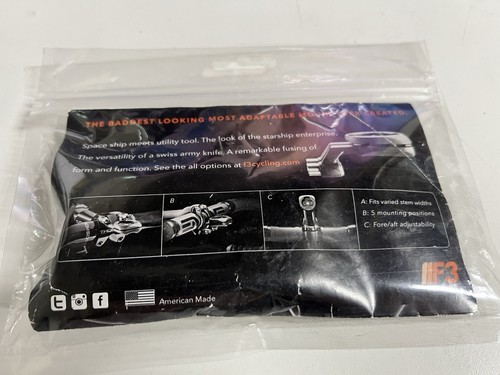 THE BADDEST LOOKING MOST ADAPTABLE CREATED.
Space ship meets utility tool. The look of the starship enterprise.
The versatility of a swiss army knife. A remarkable fusing of
form and function. See the all options at f3cycling.com
A: Fits varied stem widths
B: 5 mounting positions
C: Fore/aft adjustability
B
C
F3
American Made